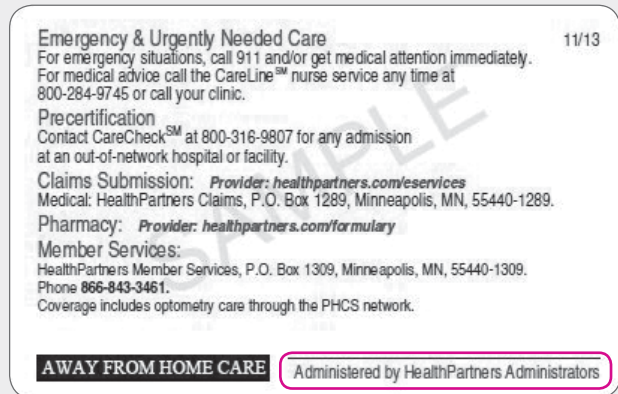 Emergency & Urgently Needed Care 11/13
For emergency situations, call 911 and/or get medical attention immediately.
For medical advice call the CareLine℠ nurse service any time at
800-284-9745 or call your clinic.
Precertification
Contact CareCheck℠ at 800-316-9807 for any admission
at an out-of-network hospital or facility.
Claims Submission: Provider: healthpartners.com/eservices
Medical: HealthPartners Claims, P.O. Box 1289, Minneapolis, MN, 55440-1289.
Pharmacy: Provider: healthpartners.com/formulary
Member Services:
HealthPartners Member Services, P.O. Box 1309, Minneapolis, MN, 55440-1309.
Phone 866-843-3461.
Coverage includes optometry care through the PHCS network.
SAMPLE
AWAY FROM HOME CARE Administered by HealthPartners Administrators